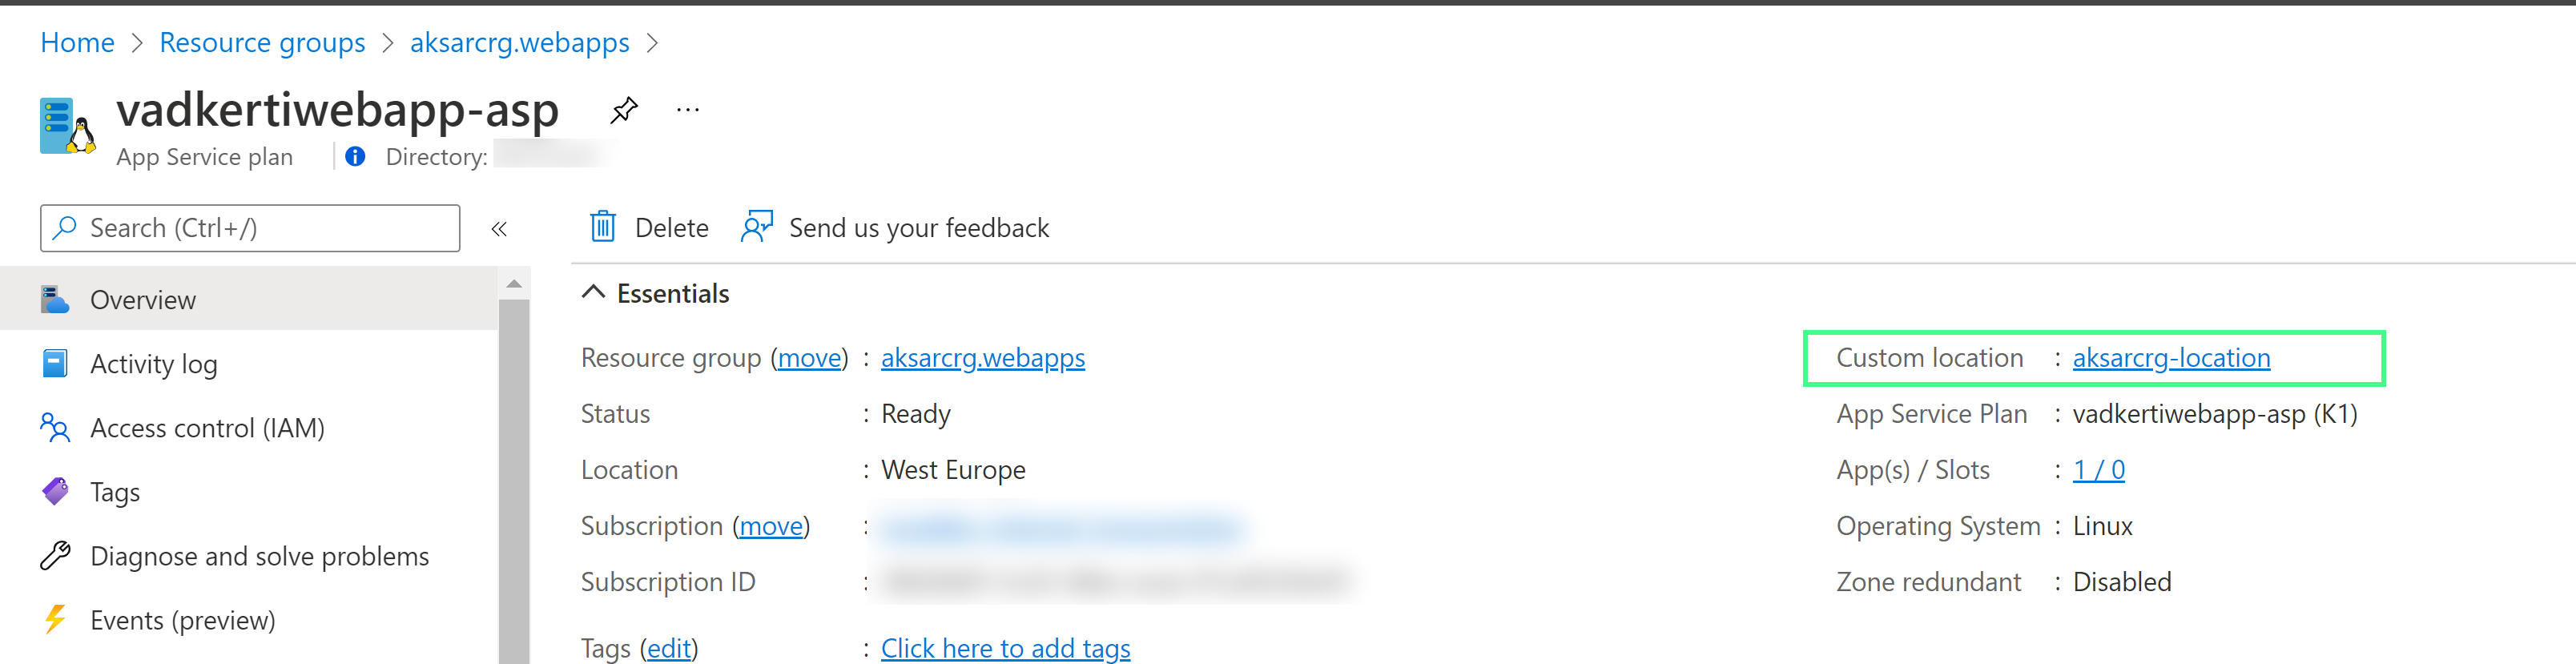 Home > Resource groups > aksarcrg.webapps >
vadkertiwebapp-asp ...
App Service plan | Directory:
Search (Ctrl+/) «
Delete Send us your feedback
Overview
Activity log
Access control (IAM)
Tags
Diagnose and solve problems
Events (preview)
Essentials
Resource group (move) : aksarcrg.webapps
Status : Ready
Location : West Europe
Subscription (move) :
Subscription ID :
Tags (edit) : Click here to add tags
Custom location : aksarcrg-location
App Service Plan : vadkertiwebapp-asp (K1)
App(s) / Slots : 1 / 0
Operating System : Linux
Zone redundant : Disabled